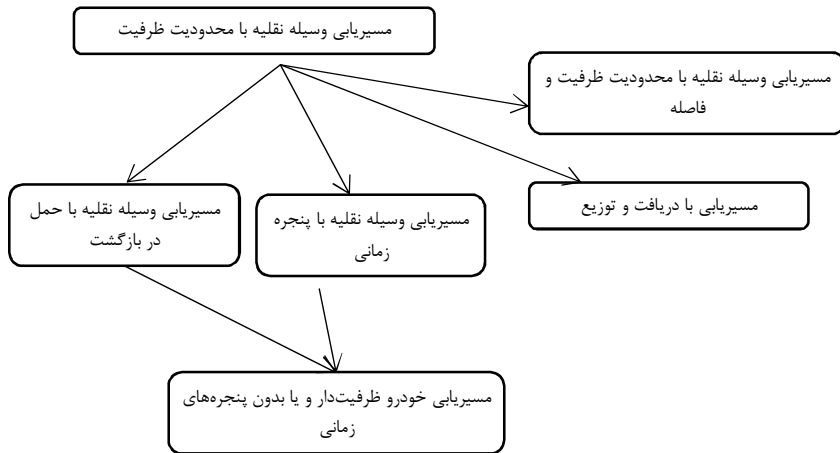 مسیریابی وسیله نقلیه با محدودیت ظرفیت
مسیریابی وسیله نقلیه با محدودیت ظرفیت و
فاصله
مسیریابی با دریافت و توزیع
مسیریابی وسیله نقلیه با پنجره
زمانی
مسیریابی وسیله نقلیه با حمل
در بازگشت
مسیریابی خودرو ظرفیت‌دار و یا بدون پنجره‌های
زمانی